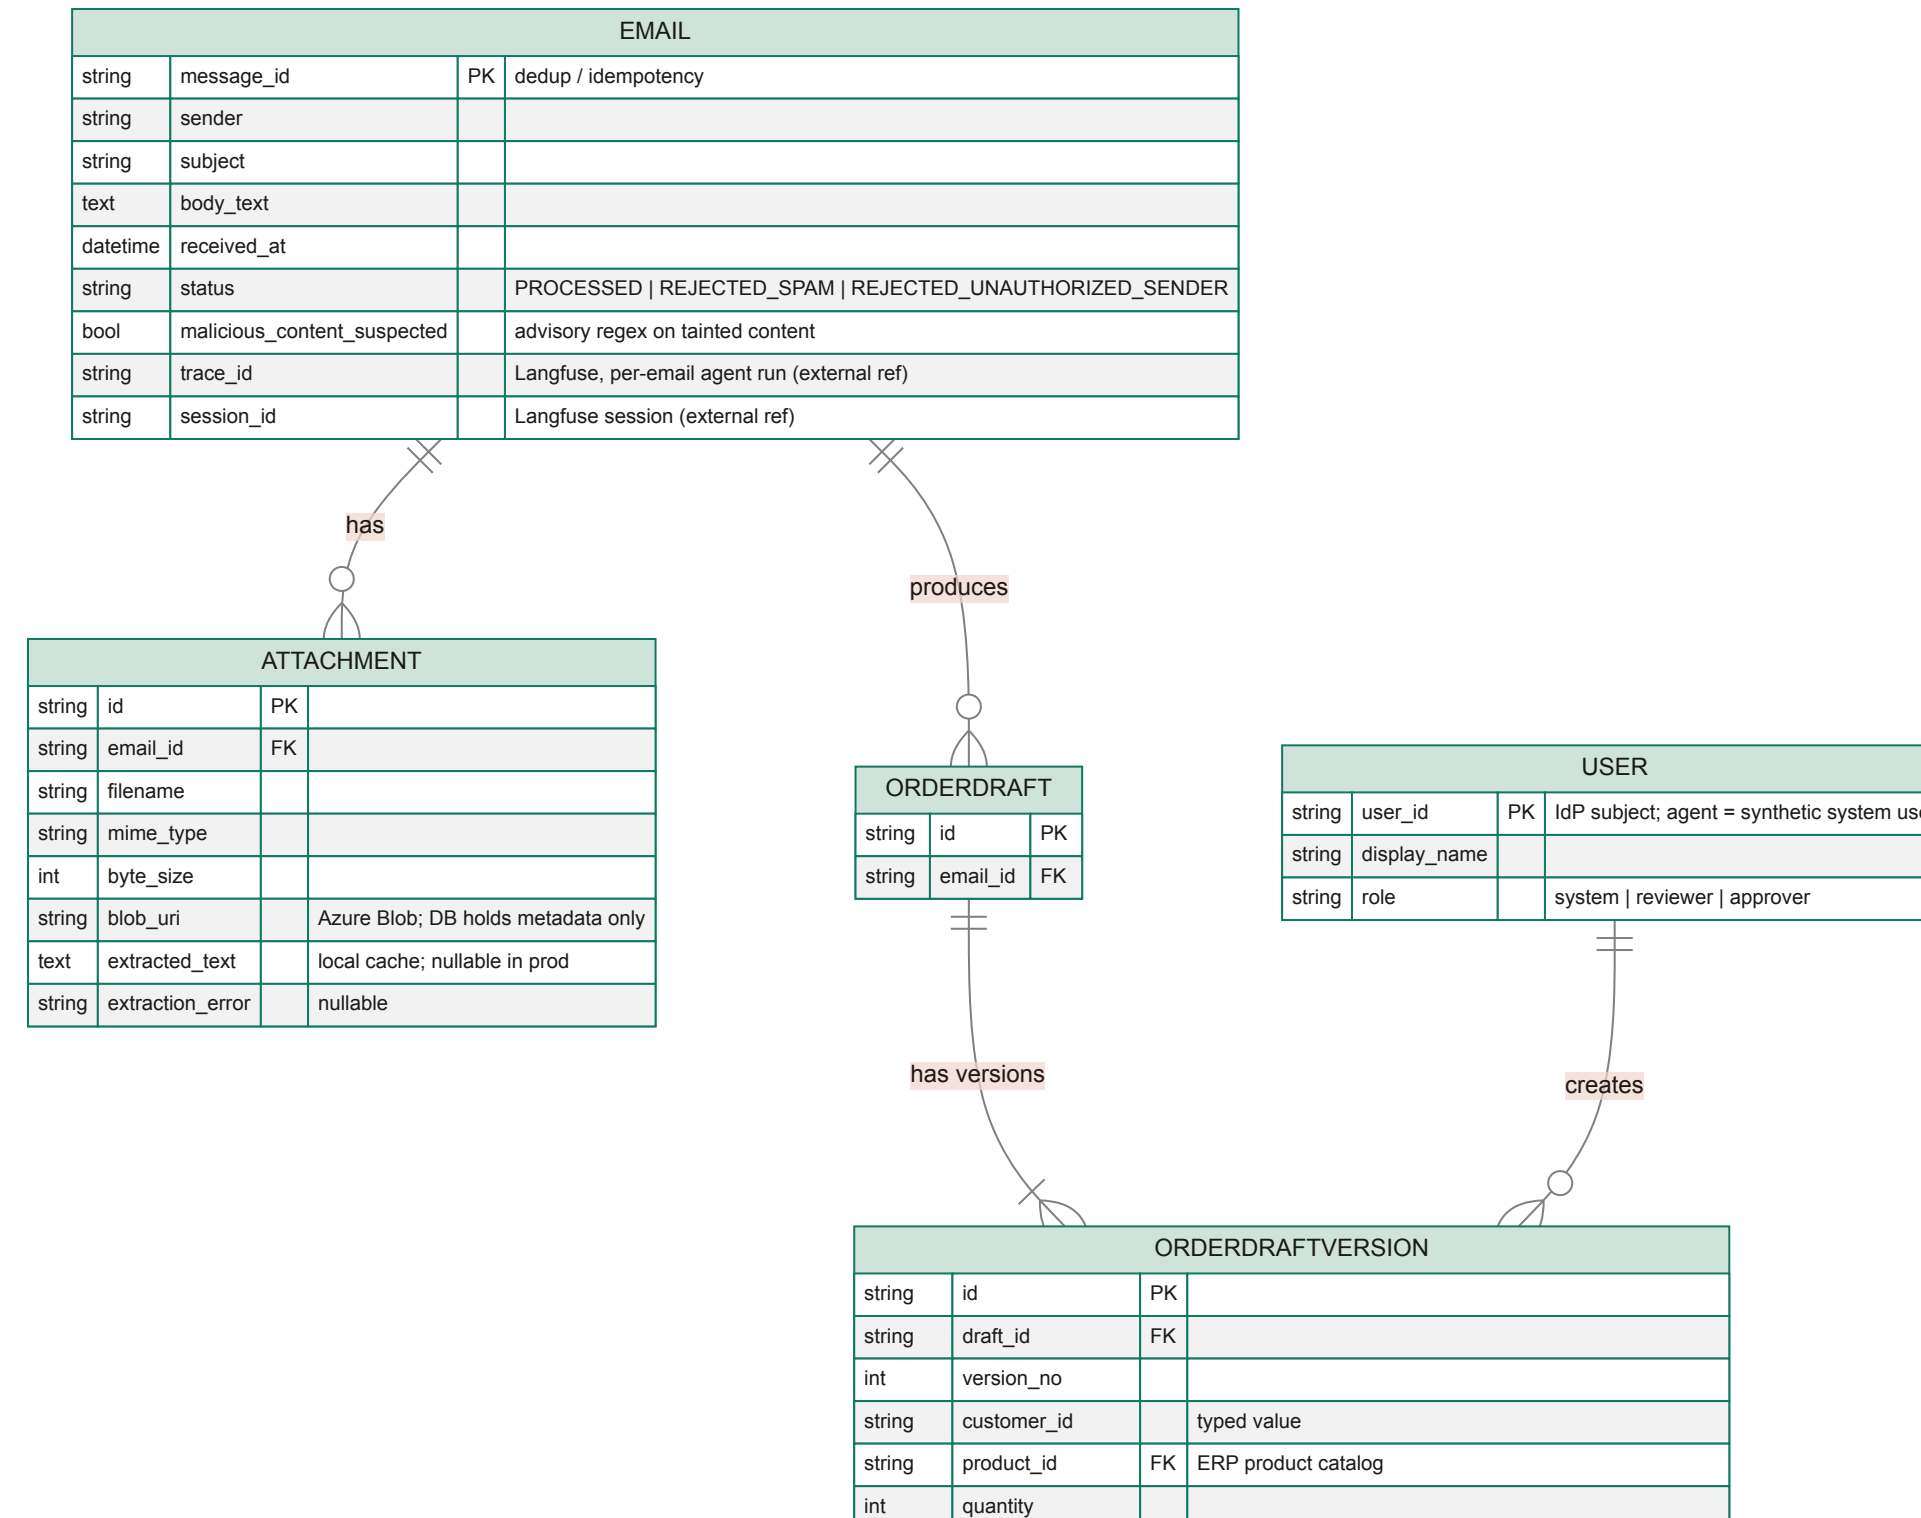 EMAIL
string message_id PK dedup / idempotency
string sender
string subject
text body_text
datetime received_at
string status PROCESSED | REJECTED_SPAM | REJECTED_UNAUTHORIZED_SENDER
bool malicious_content_suspected advisory regex on tainted content
string trace_id Langfuse, per-email agent run (external ref)
string session_id Langfuse session (external ref)
has
produces
ATTACHMENT
string id PK
string email_id FK
string filename
string mime_type
int byte_size
string blob_uri Azure Blob; DB holds metadata only
text extracted_text local cache; nullable in prod
string extraction_error nullable
ORDERDRAFT
string id PK
string email_id FK
USER
string user_id PK IdP subject; agent = synthetic system
string display_name
string role system | reviewer | approver
has versions
creates
ORDERDRAFTVERSION
string id PK
string draft_id FK
int version_no
string customer_id typed value
string product_id FK ERP product catalog
int quantity